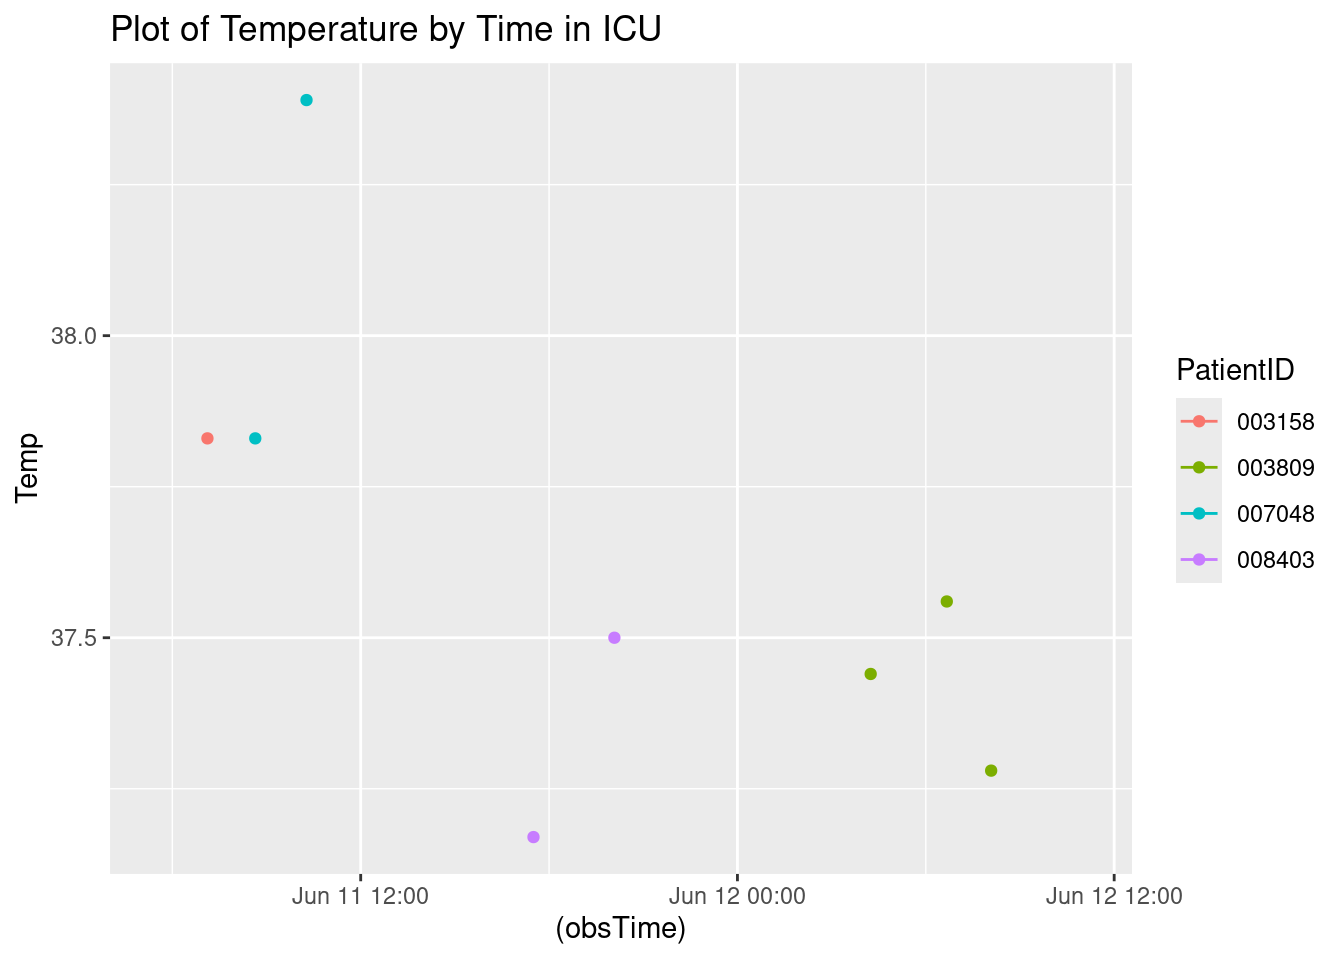 Plot of Temperature by Time in ICU
38.0
37.5
Temp
Jun 11 12:00
Jun 12 00:00
Jun 12 12:00
(obsTime)
PatientID
003158
003809
007048
008403